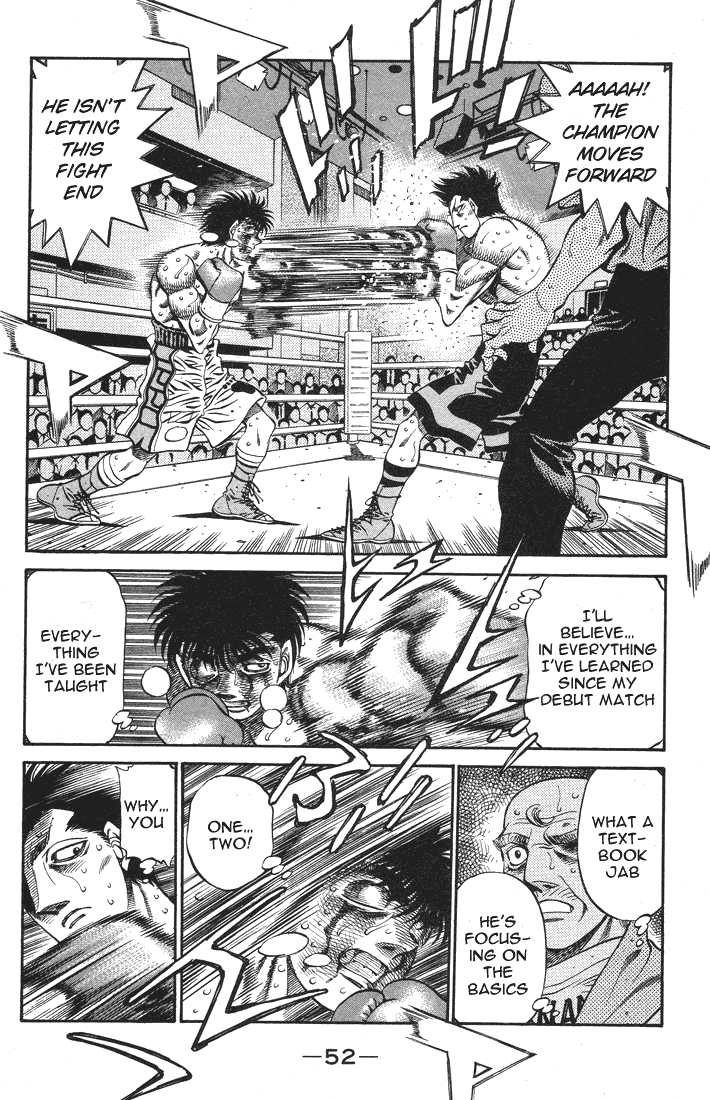 AAAAAH!
THE
CHAMPION
MOVES
FORWARD
HE ISN'T
LETTING
THIS
FIGHT
END
I'LL
BELIEVE...
IN EVERYTHING
I'VE LEARNED
SINCE MY
DEBUT MATCH
EVERY-
THING
I'VE BEEN
TAUGHT
WHAT A
TEXT-
BOOK
JAB
HE'S
FOCUS-
ING ON
THE
BASICS
ONE...
TWO!
WHY...
YOU
—52—